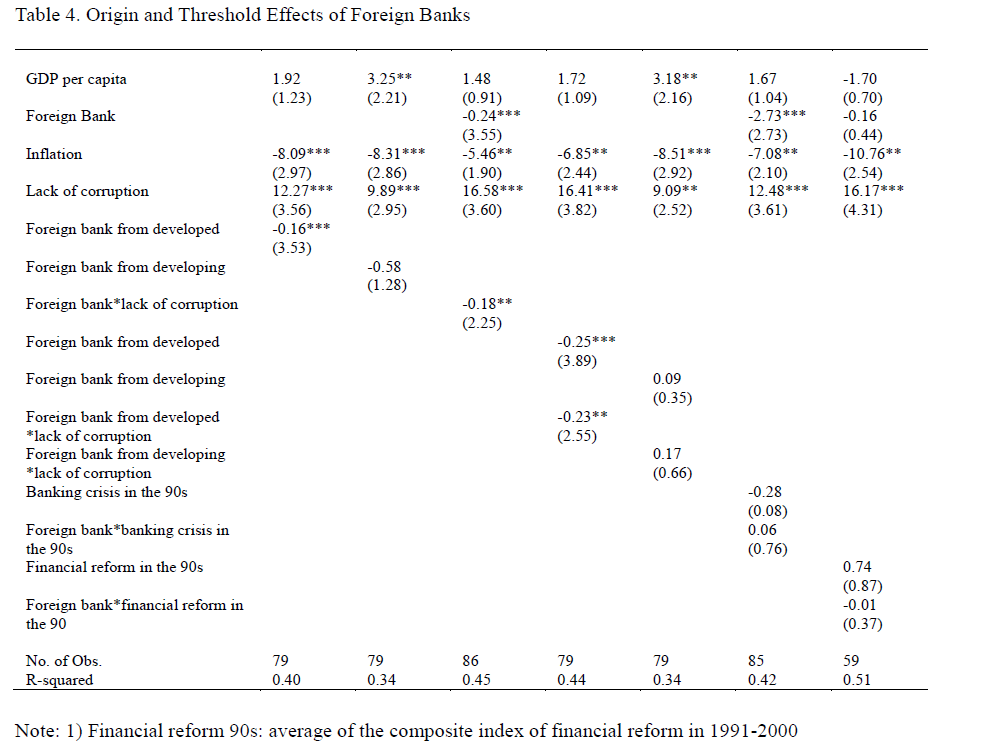 Table 4. Origin and Threshold Effects of Foreign Banks
GDP per capita 1.92 3.25** 1.48 1.72 3.18** 1.67 -1.70
(1.23) (2.21) (0.91) (1.09) (2.16) (1.04) (0.70)
Foreign Bank -0.24*** -2.73*** -0.16
(3.55) (2.73) (0.44)
Inflation -8.09*** -8.31*** -5.46** -6.85** -8.51*** -7.08** -10.76**
(2.97) (2.86) (1.90) (2.44) (2.92) (2.10) (2.54)
Lack of corruption 12.27*** 9.89*** 16.58*** 16.41*** 9.09** 12.48*** 16.17***
(3.56) (2.95) (3.60) (3.82) (2.52) (3.61) (4.31)
Foreign bank from developed -0.16***
(3.53)
Foreign bank from developing -0.58
(1.28)
Foreign bank*lack of corruption -0.18**
(2.25)
Foreign bank from developed -0.25***
(3.89)
Foreign bank from developing 0.09
(0.35)
Foreign bank from developed -0.23**
*lack of corruption (2.55)
Foreign bank from developing 0.17
*lack of corruption (0.66)
Banking crisis in the 90s -0.28
(0.08)
Foreign bank*banking crisis in 0.06
the 90s (0.76)
Financial reform in the 90s 0.74
(0.87)
Foreign bank*financial reform in -0.01
the 90 (0.37)
No. of Obs. 79 79 86 79 79 85 59
R-squared 0.40 0.34 0.45 0.44 0.34 0.42 0.51
Note: 1) Financial reform 90s: average of the composite index of financial reform in 1991-2000